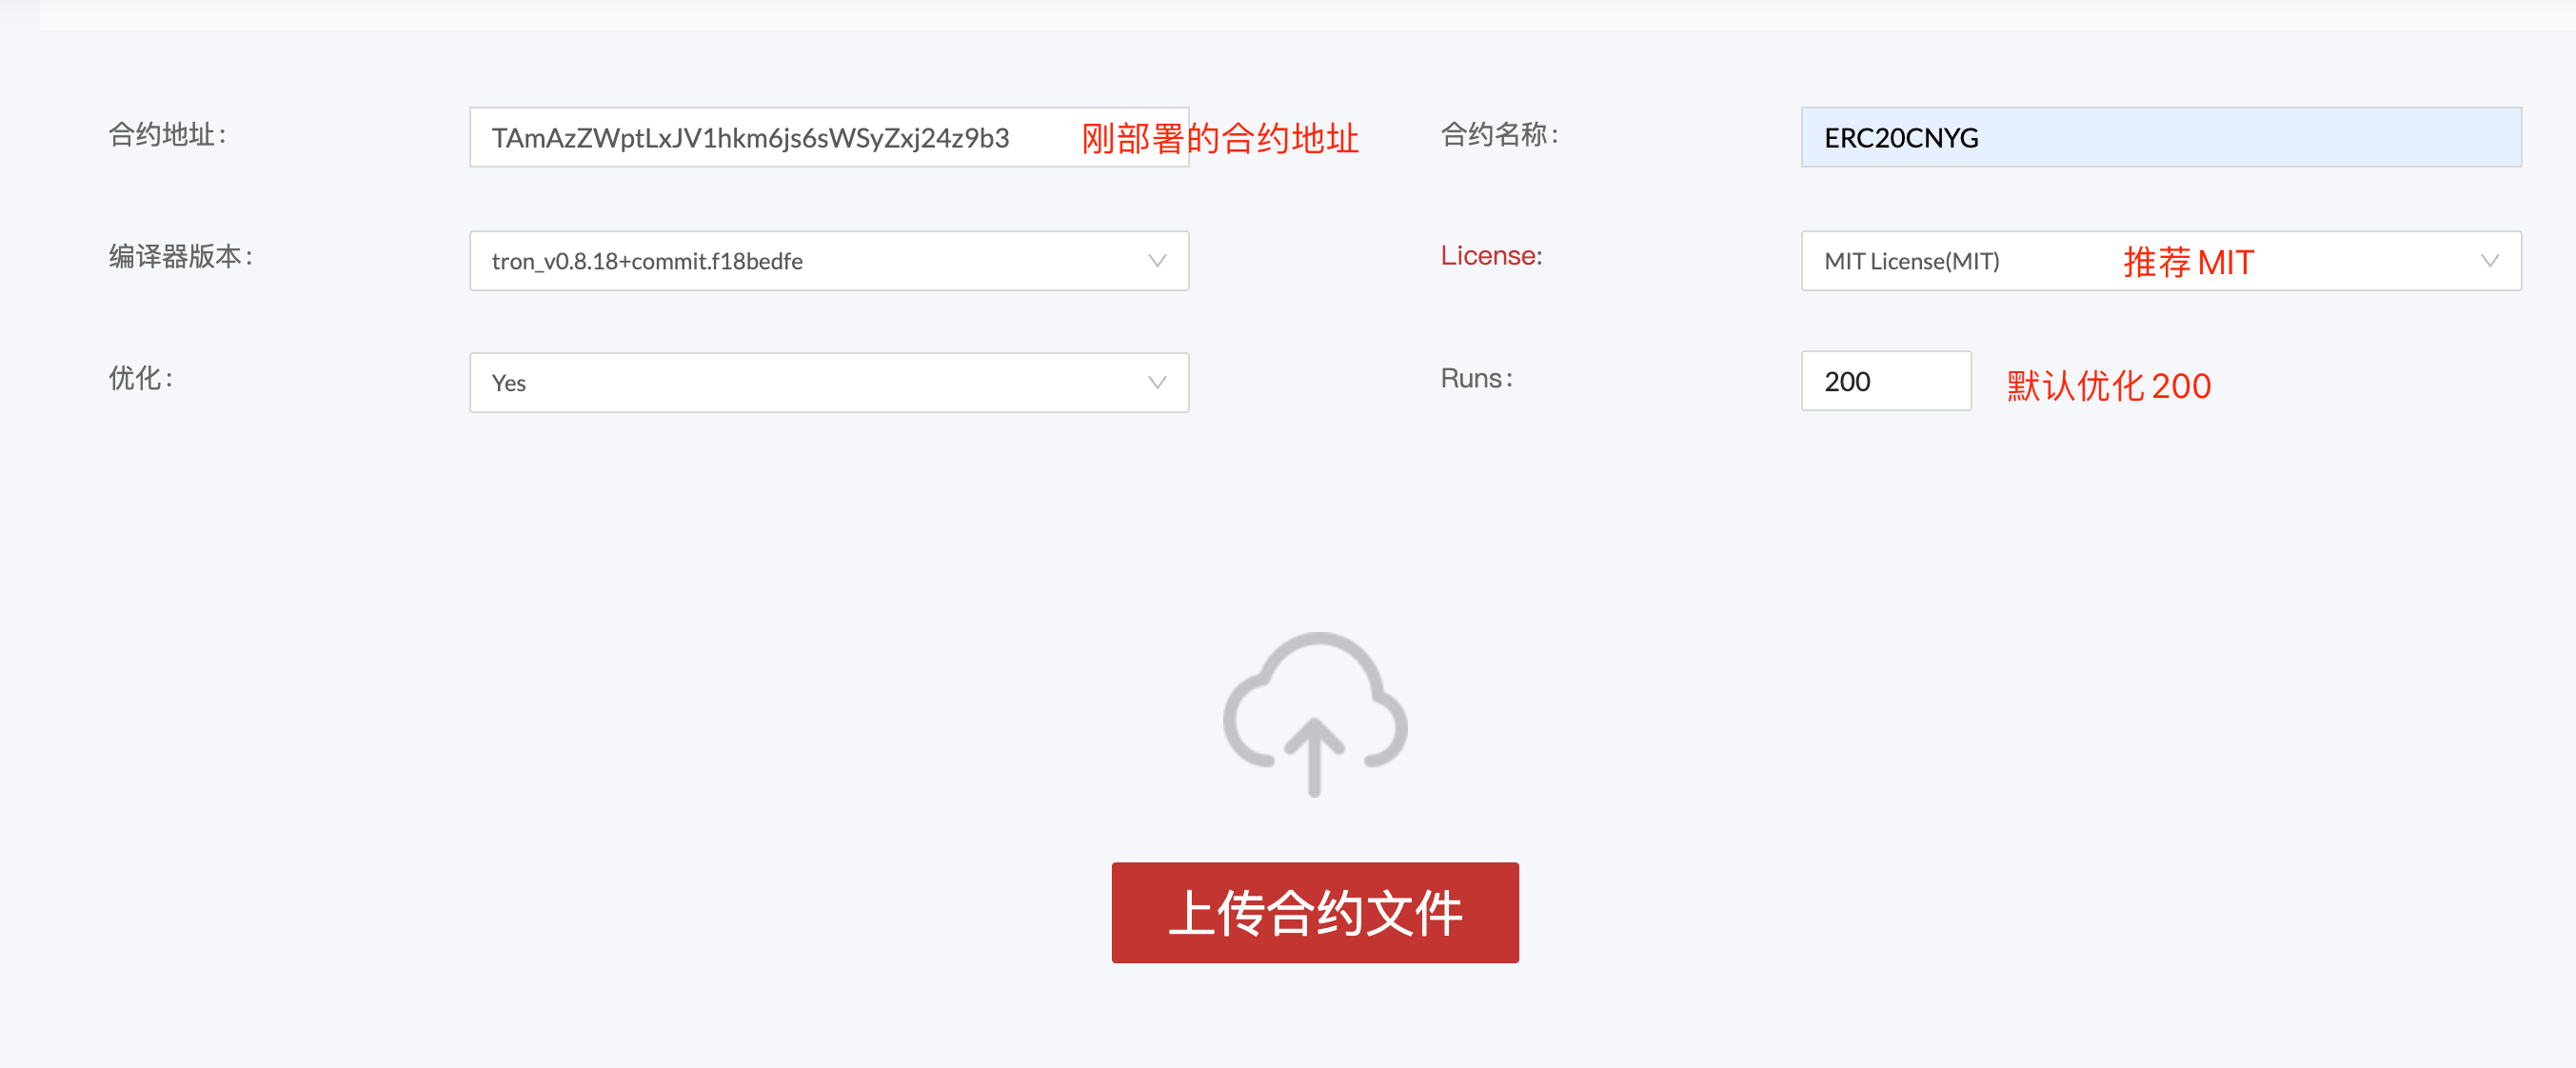 合约地址: TAmAzZWptLxJV1hkm6js6sWSyZxj24z9b3 刚部署的合约地址 合约名称: ERC20CNYG
编译器版本: tron_v0.8.18+commit.f18bedfe License: MIT License(MIT) 推荐 MIT
优化: Yes Runs: 200 默认优化 200
上传合约文件